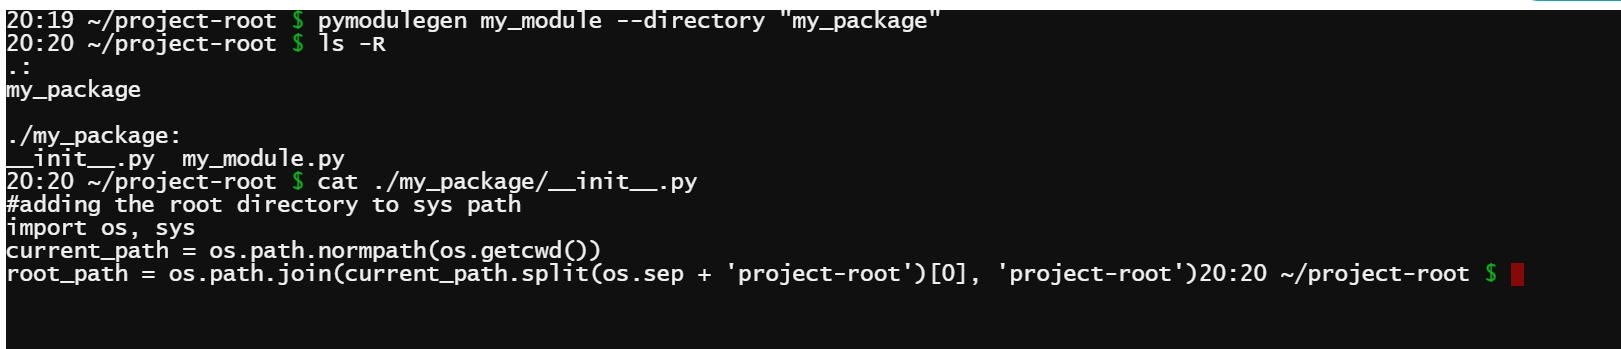 20:19 ~/project-root $ pymodulegen my_module --directory "my_package"
20:20 ~/project-root $ ls -R
.:
my_package
./my_package:
__init__.py  my_module.py
20:20 ~/project-root $ cat ./my_package/__init__.py
#adding the root directory to sys path
import os, sys
current_path = os.path.normpath(os.getcwd())
root_path = os.path.join(current_path.split(os.sep + 'project-root')[0], 'project-root')20:20 ~/project-root $